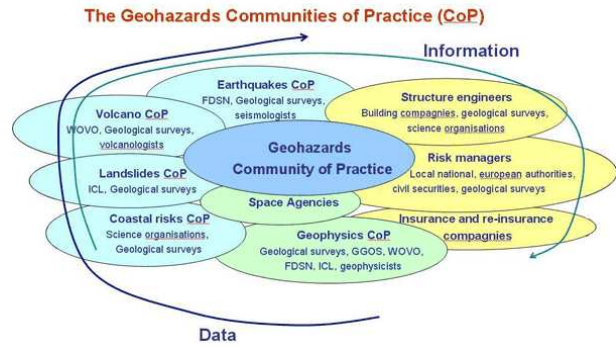 The Geohazards Communities of Practice (CoP)
Information
Earthquakes CoP
FDSN, Geological surveys,
seismologists
Structure engineers
Building compagnies, geological surveys,
science organisations
Volcano CoP
WOVO, Geological surveys,
volcanologists
Geohazards
Community of Practice
Risk managers
Local national, european authorities,
civil securities, geological surveys
Landslides CoP
ICL, Geological surveys
Space Agencies
Coastal risks CoP
Science organisations,
Geological surveys
Insurance and re-insurance
compagnies
Geophysics CoP
Geological surveys, GGOS, WOVO,
FDSN, ICL, geophysicists
Data